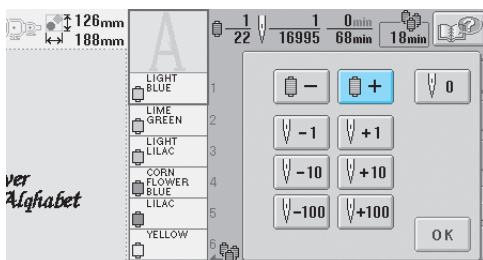 126mm
188mm
1
22
1
16995
0min
68min
18min
?
A
LIGHT
BLUE
1
LIME
GREEN
2
LIGHT
LILAC
3
CORN
FLOWER
BLUE
4
LILAC
5
YELLOW
6
ver
Alphabet
−
+
0
−1
+1
−10
+10
−100
+100
OK